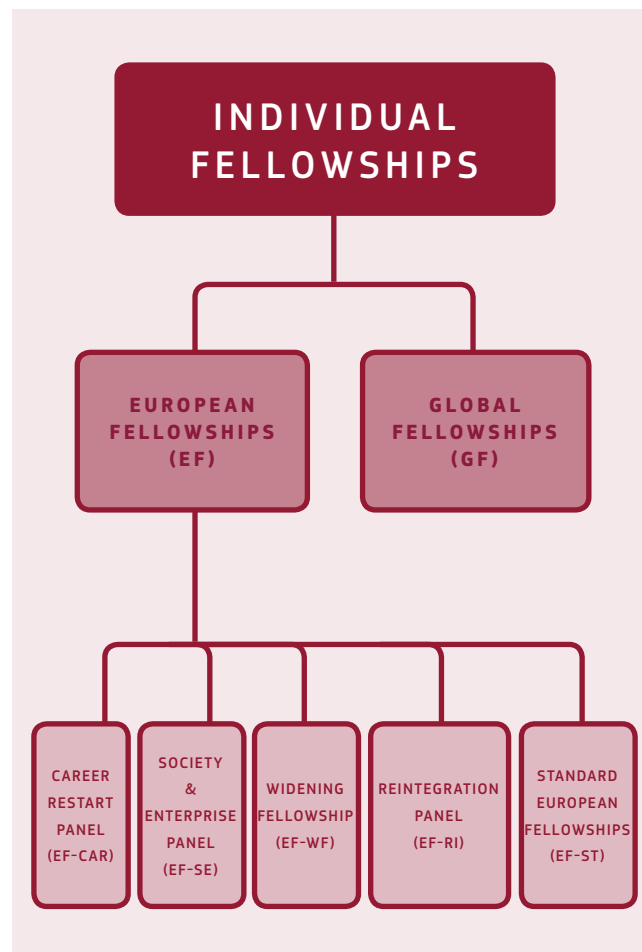 INDIVIDUAL
FELLOWSHIPS
EUROPEAN
FELLOWSHIPS
(EF)
GLOBAL
FELLOWSHIPS
(GF)
CAREER
RESTART
PANEL
(EF-CAR)
SOCIETY
&
ENTERPRISE
PANEL
(EF-SE)
WIDENING
FELLOWSHIP
(EF-WF)
REINTEGRATION
PANEL
(EF-RI)
STANDARD
EUROPEAN
FELLOWSHIPS
(EF-ST)